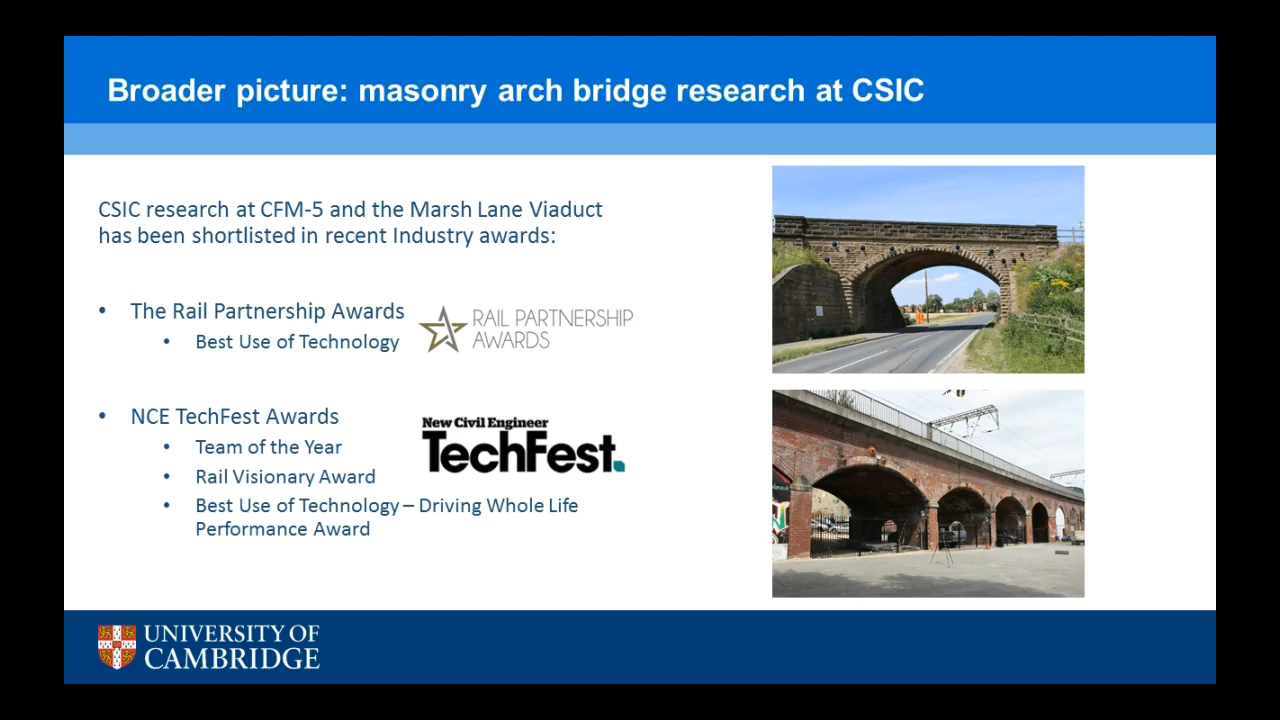 Broader picture: masonry arch bridge research at CSIC
CSIC research at CFM-5 and the Marsh Lane Viaduct
has been shortlisted in recent Industry awards:
• The Rail Partnership Awards
• Best Use of Technology
RAIL PARTNERSHIP
AWARDS
• NCE TechFest Awards
• Team of the Year
• Rail Visionary Award
• Best Use of Technology – Driving Whole Life
Performance Award
New Civil Engineer
TechFest.
UNIVERSITY OF
CAMBRIDGE